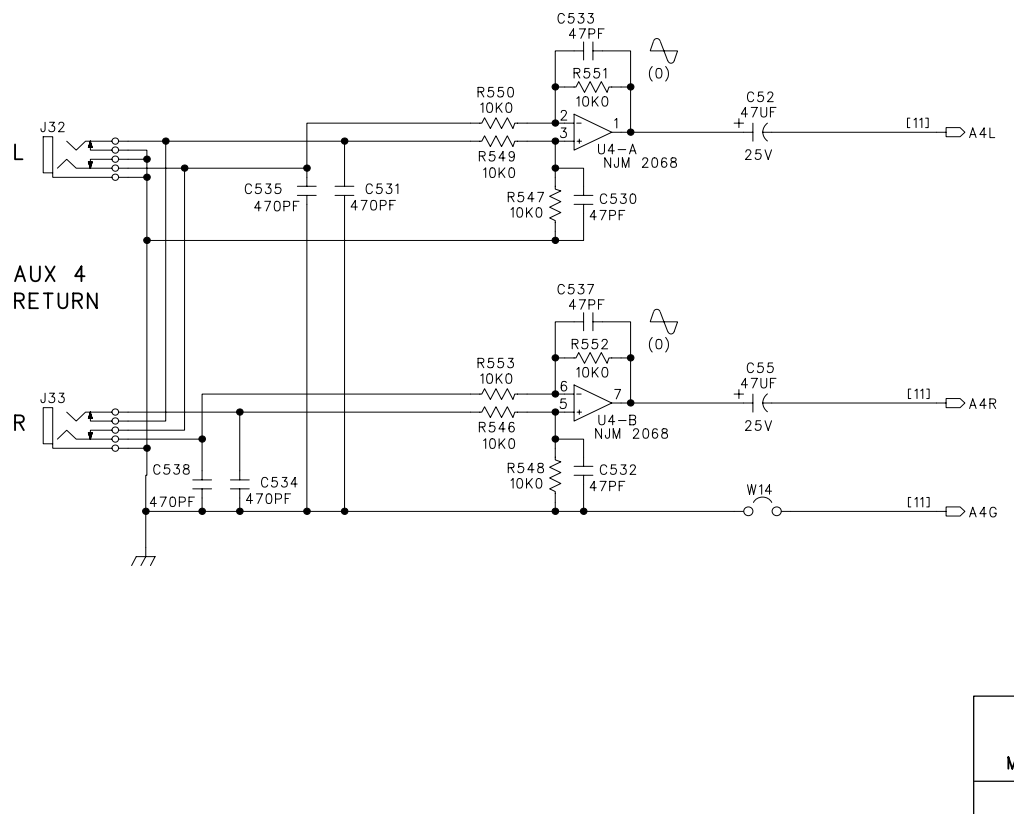 C533
47PF
(0)
R551
10K0
R550
10K0
C52
47UF
+
25V
2
3
1
-
+
U4-A
NJM 2068
[11]
A4L
J32
L
R549
10K0
C535
470PF
C531
470PF
R547
10K0
C530
47PF
AUX 4
RETURN
C537
47PF
(0)
R552
10K0
R553
10K0
C55
47UF
+
25V
6
5
7
-
+
U4-B
NJM 2068
[11]
A4R
J33
R
R546
10K0
C538
470PF
C534
470PF
R548
10K0
C532
47PF
W14
[11]
A4G